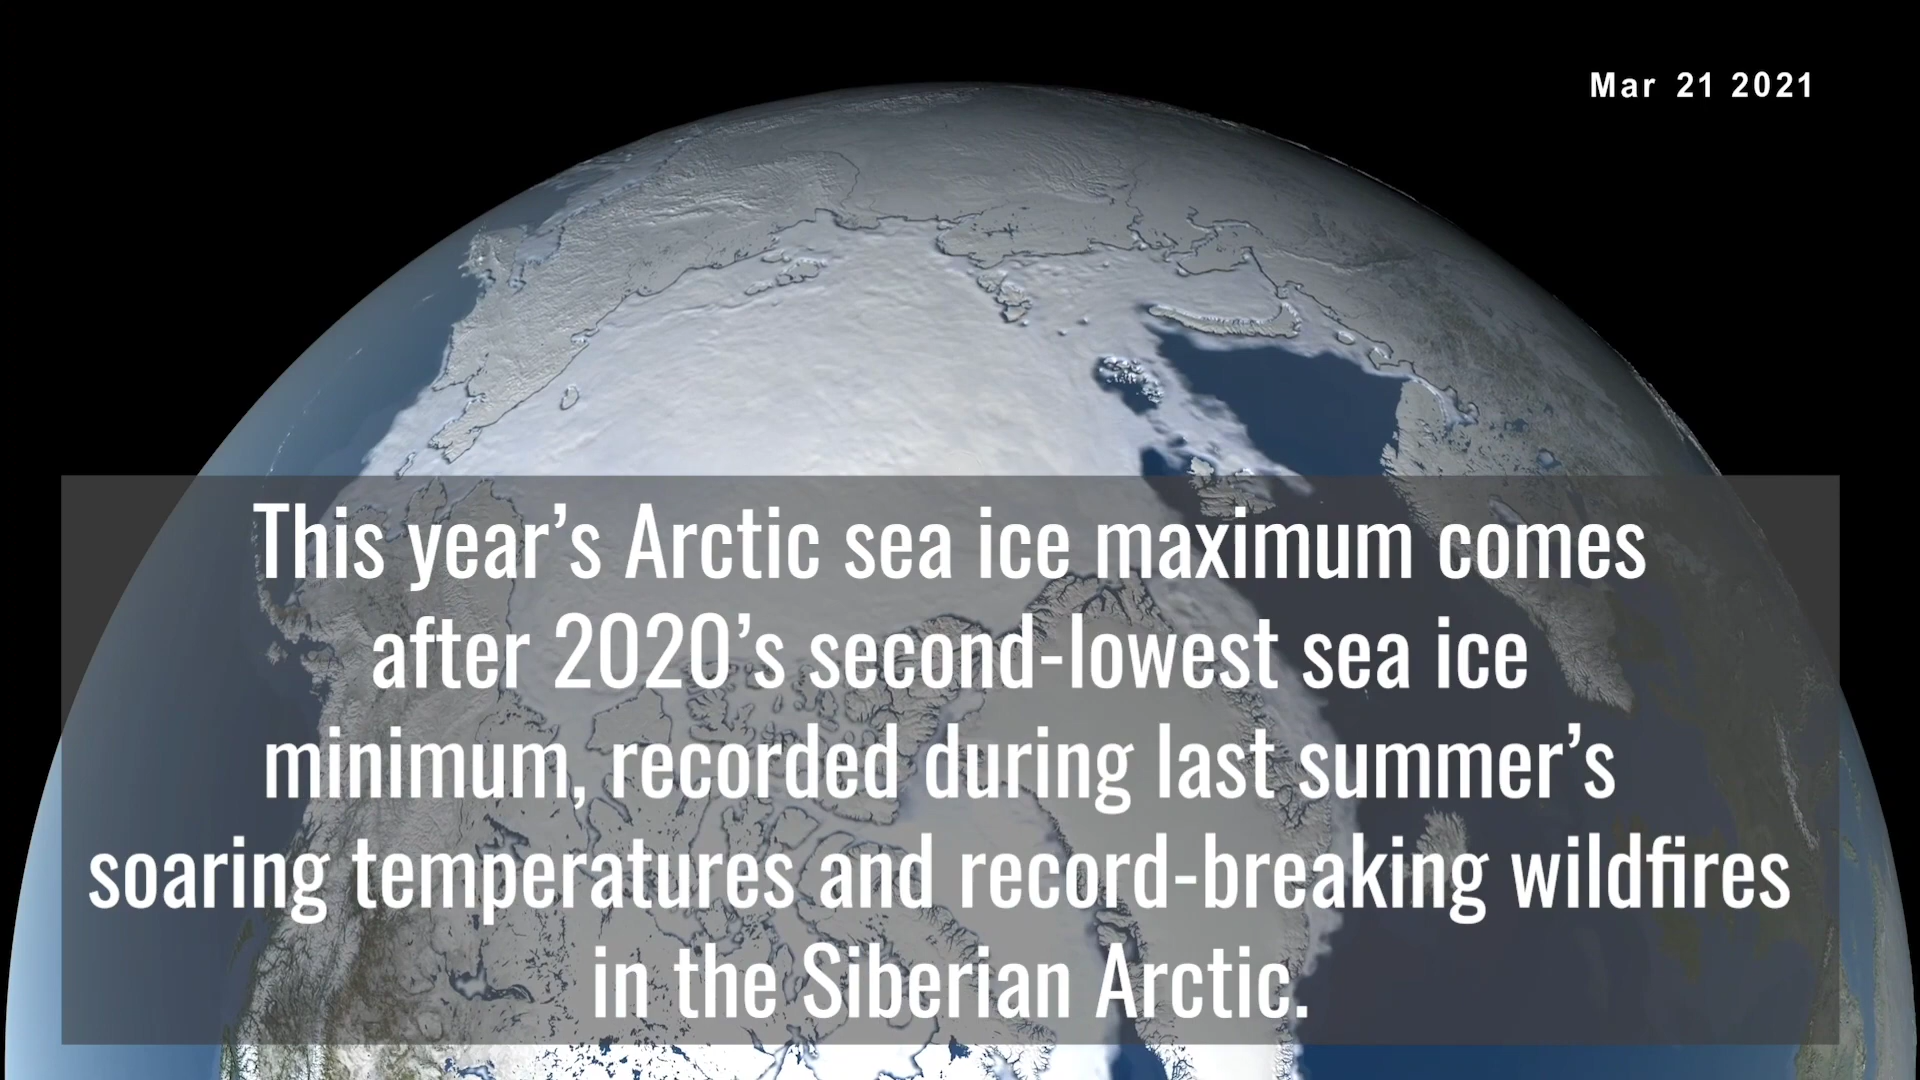 Mar 21 2021
This year’s Arctic sea ice maximum comes
after 2020’s second-lowest sea ice
minimum, recorded during last summer’s
soaring temperatures and record-breaking wildfires
in the Siberian Arctic.